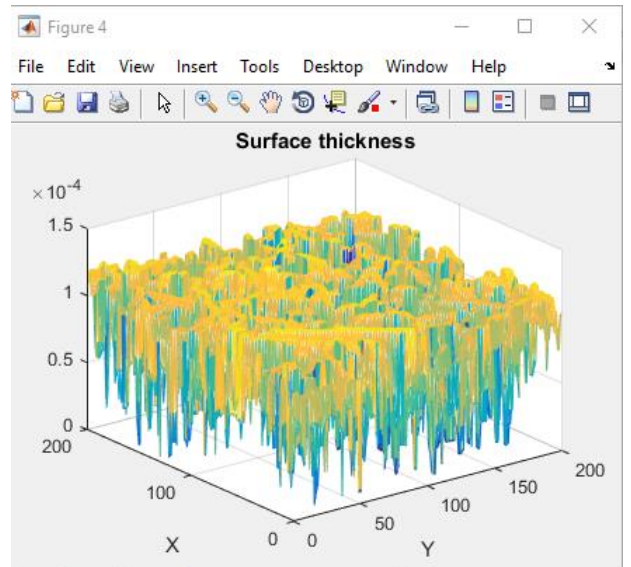 Figure 4
File Edit View Insert Tools Desktop Window Help
Surface thickness
×10⁻⁴
1.5
1
0.5
0
200
100
0
X
0
50
100
150
200
Y